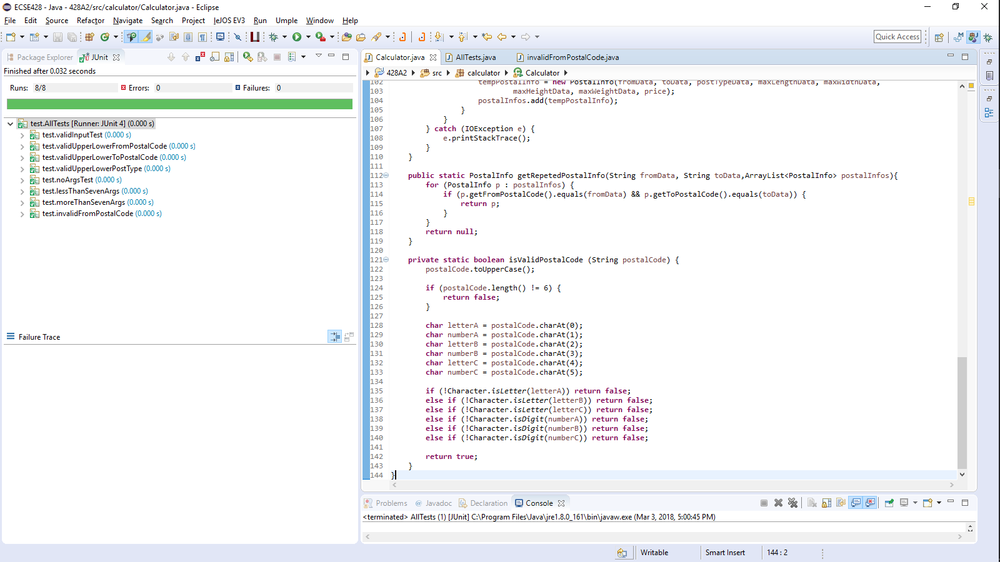 ECSE428 - Java - 428A2/src/calculator/Calculator.java - Eclipse
File Edit Source Refactor Navigate Search Project leJOS EV3 Run Umple Window Help
Quick Access
Package Explorer JUnit
Finished after 0.032 seconds
Runs: 8/8 Errors: 0 Failures: 0
test.AllTests [Runner: JUnit 4] (0.000 s)
test.validInputTest (0.000 s)
test.validUpperLowerFromPostalCode (0.000 s)
test.validUpperLowerToPostalCode (0.000 s)
test.validUpperLowerPostType (0.000 s)
test.noArgsTest (0.000 s)
test.lessThanSevenArgs (0.000 s)
test.moreThanSevenArgs (0.000 s)
test.invalidFromPostalCode (0.000 s)
Failure Trace
Calculator.java AllTests.java invalidFromPostalCode.java
428A2 src calculator Calculator
102 tempPostalInfo = new PostalInfo(fromData, toData, postTypeData, maxLengthData, maxWidthData,
103 maxHeightData, maxWeightData, price);
104 postalInfos.add(tempPostalInfo);
105 }
106 }
107 } catch (IOException e) {
108 e.printStackTrace();
109 }
110 }
111
112 public static PostalInfo getRepetedPostalInfo(String fromData, String toData,ArrayList<PostalInfo> postalInfos){
113 for (PostalInfo p : postalInfos) {
114 if (p.getFromPostalCode().equals(fromData) && p.getToPostalCode().equals(toData)) {
115 return p;
116 }
117 }
118 return null;
119 }
120
121 private static boolean isValidPostalCode (String postalCode) {
122 postalCode.toUpperCase();
123
124 if (postalCode.length() != 6) {
125 return false;
126 }
127
128 char letterA = postalCode.charAt(0);
129 char numberA = postalCode.charAt(1);
130 char letterB = postalCode.charAt(2);
131 char numberB = postalCode.charAt(3);
132 char letterC = postalCode.charAt(4);
133 char numberC = postalCode.charAt(5);
134
135 if (!Character.isLetter(letterA)) return false;
136 else if (!Character.isLetter(letterB)) return false;
137 else if (!Character.isLetter(letterC)) return false;
138 else if (!Character.isDigit(numberA)) return false;
139 else if (!Character.isDigit(numberB)) return false;
140 else if (!Character.isDigit(numberC)) return false;
141
142 return true;
143 }
144 }
Problems Javadoc Declaration Console
<terminated> AllTests (1) [JUnit] C:\Program Files\Java\jre1.8.0_161\bin\javaw.exe (Mar 3, 2018, 5:00:45 PM)
Writable Smart Insert 144 : 2